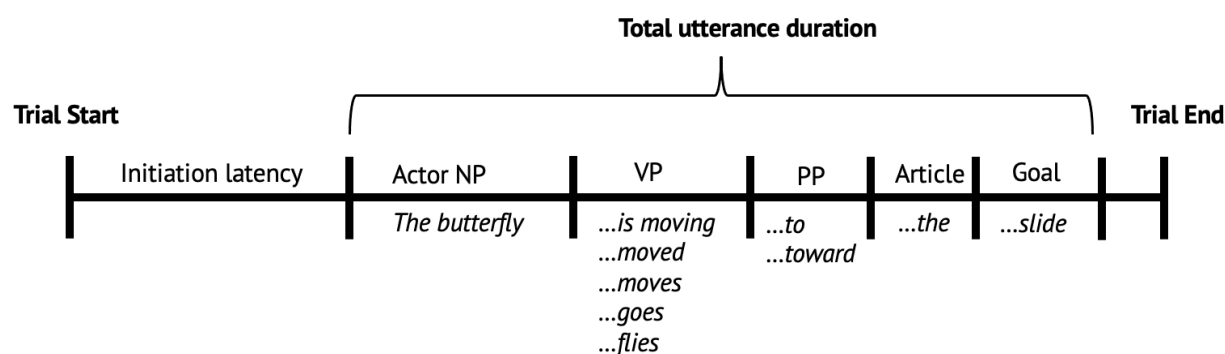 Total utterance duration
Trial Start
Trial End
Initiation latency
Actor NP
VP
PP
Article
Goal
The butterfly
...is moving
...to
...the
...slide
...moved
...toward
...moves
...goes
...flies